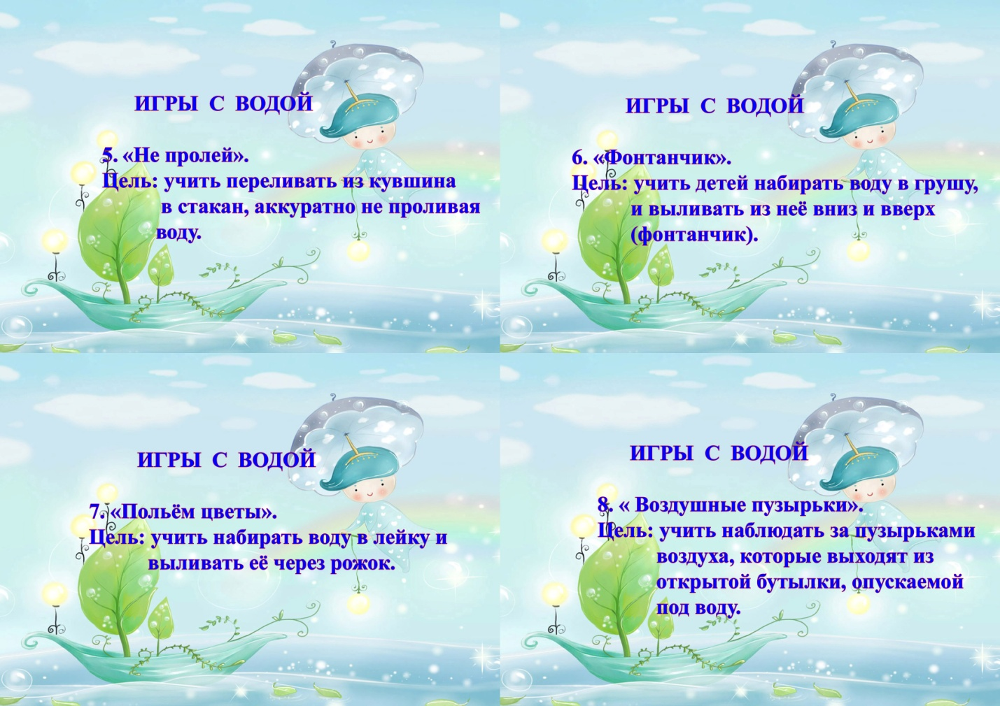 ИГРЫ С ВОДОЙ
5. «Не пролей».
Цель: учить переливать из кувшина
в стакан, аккуратно не проливая
воду.
ИГРЫ С ВОДОЙ
6. «Фонтанчик».
Цель: учить детей набирать воду в грушу,
и выливать из неё вниз и вверх
(фонтанчик).
ИГРЫ С ВОДОЙ
7. «Польём цветы».
Цель: учить набирать воду в лейку и
выливать её через рожок.
ИГРЫ С ВОДОЙ
8. « Воздушные пузырьки».
Цель: учить наблюдать за пузырьками
воздуха, которые выходят из
открытой бутылки, опускаемой
под воду.